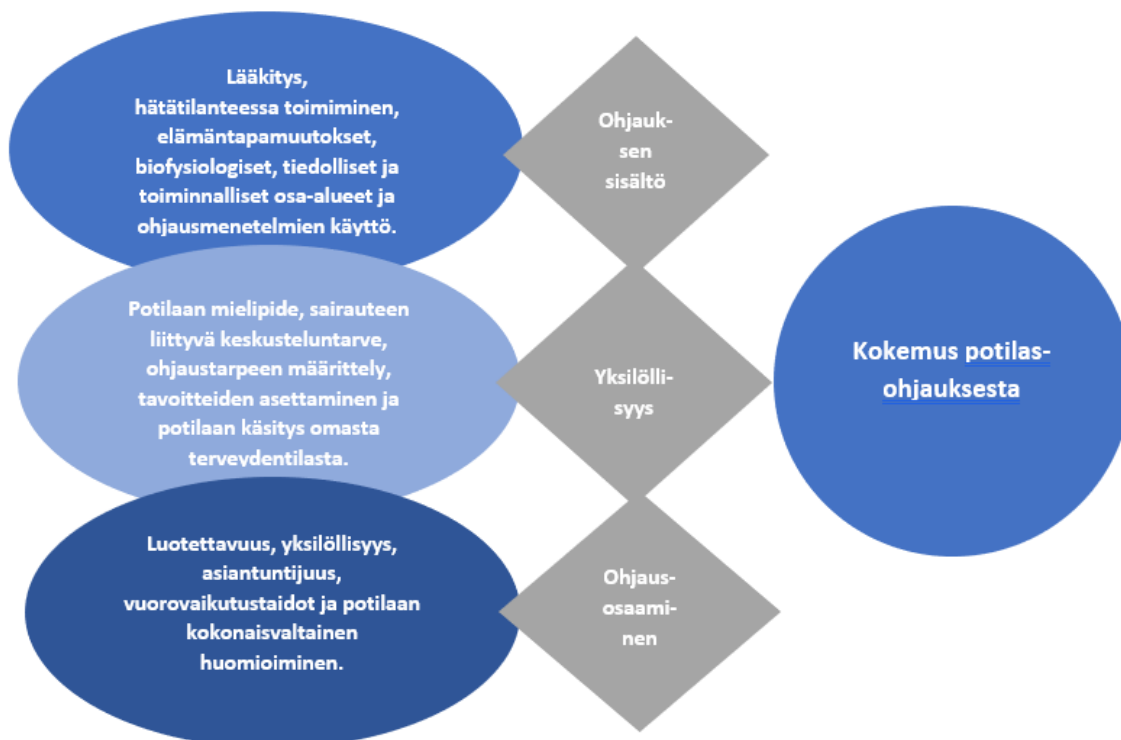 Lääkitys,
hätätilanteessa toimiminen,
elämäntapamuutokset,
biofysiologiset, tiedolliset ja
toiminnalliset osa-alueet ja
ohjausmenetelmien käyttö.
Ohjauk-
sen
sisältö
Potilaan mielipide, sairauteen
liittyvä keskusteluntarve,
ohjaustarpeen määrittely,
tavoitteiden asettaminen ja
potilaan käsitys omasta
terveydentilasta.
Yksilölli-
syys
Luotettavuus, yksilöllisyys,
asiantuntijuus,
vuorovaikutustaidot ja potilaan
kokonaisvaltainen
huomioiminen.
Ohjaus-
osaami-
nen
Kokemus potilas-
ohjauksesta